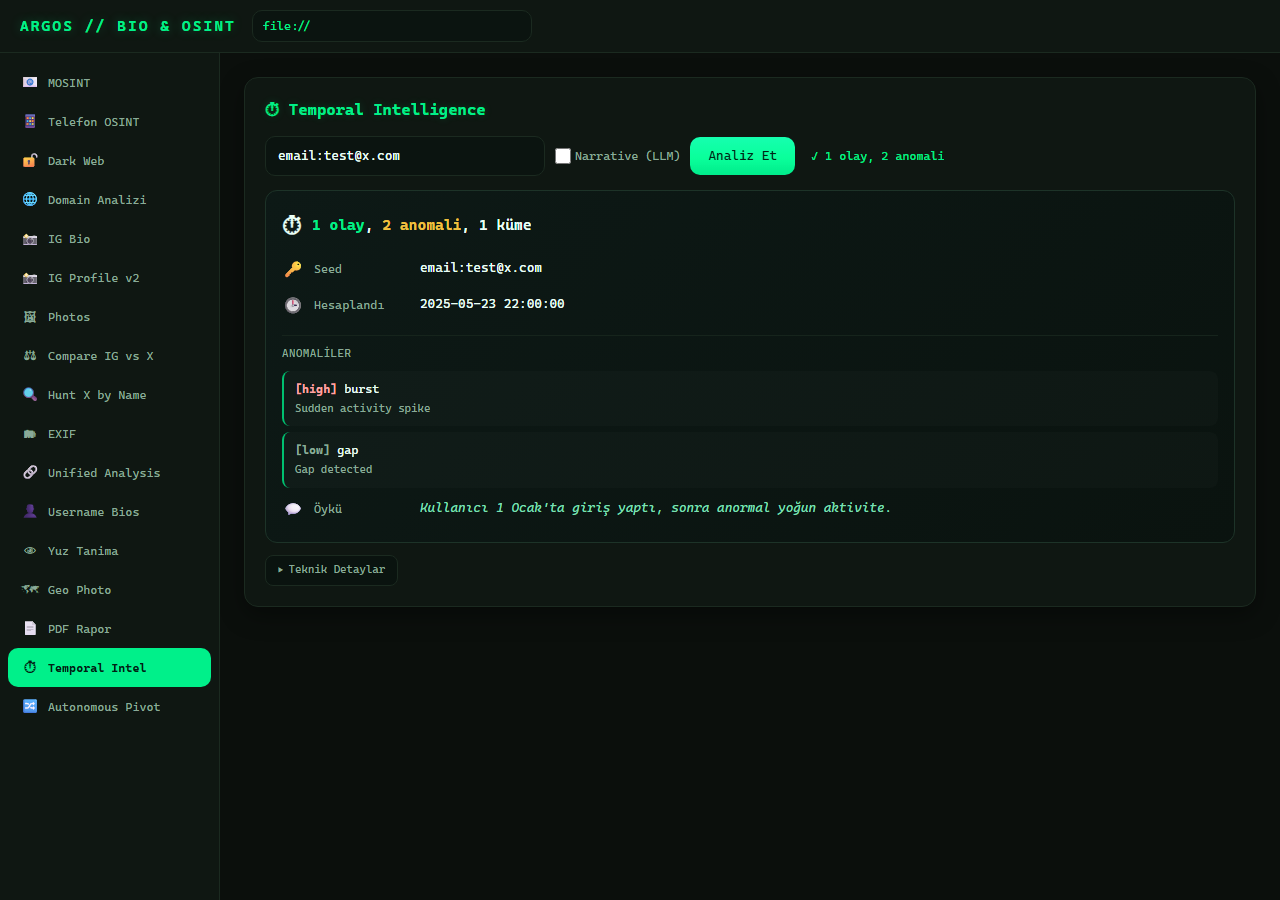 ARGOS // BIO & OSINT
file://
MOSINT
Telefon OSINT
Dark Web
Domain Analizi
IG Bio
IG Profile v2
Photos
Compare IG vs X
Hunt X by Name
EXIF
Unified Analysis
Username Bios
Yuz Tanima
Geo Photo
PDF Rapor
Temporal Intel
Autonomous Pivot
Temporal Intelligence
email:test@x.com Narrative (LLM) Analiz Et ✓ 1 olay, 2 anomali
1 olay, 2 anomali, 1 küme
Seed email:test@x.com
Hesaplandı 2025-05-23 22:00:00
ANOMALİLER
[high] burst
Sudden activity spike
[low] gap
Gap detected
Öykü Kullanıcı 1 Ocak'ta giriş yaptı, sonra anormal yoğun aktivite.
▸ Teknik Detaylar